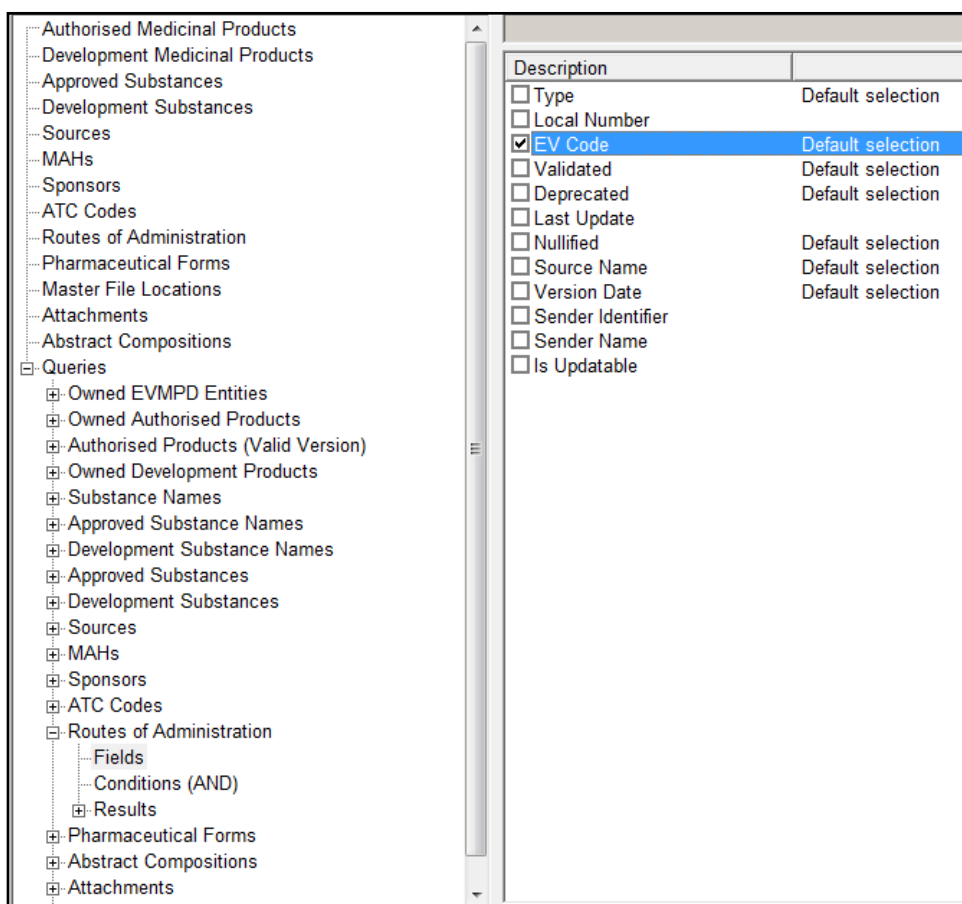 Authorised Medicinal Products
Development Medicinal Products
Approved Substances
Development Substances
Sources
MAHs
Sponsors
ATC Codes
Routes of Administration
Pharmaceutical Forms
Master File Locations
Attachments
Abstract Compositions
Queries
Owned EVMPD Entities
Owned Authorised Products
Authorised Products (Valid Version)
Owned Development Products
Substance Names
Approved Substance Names
Development Substance Names
Approved Substances
Development Substances
Sources
MAHs
Sponsors
ATC Codes
Routes of Administration
Fields
Conditions (AND)
Results
Pharmaceutical Forms
Abstract Compositions
Attachments
Description
Type Default selection
Local Number
EV Code Default selection
Validated Default selection
Deprecated Default selection
Last Update
Nullified Default selection
Source Name Default selection
Version Date Default selection
Sender Identifier
Sender Name
Is Updatable